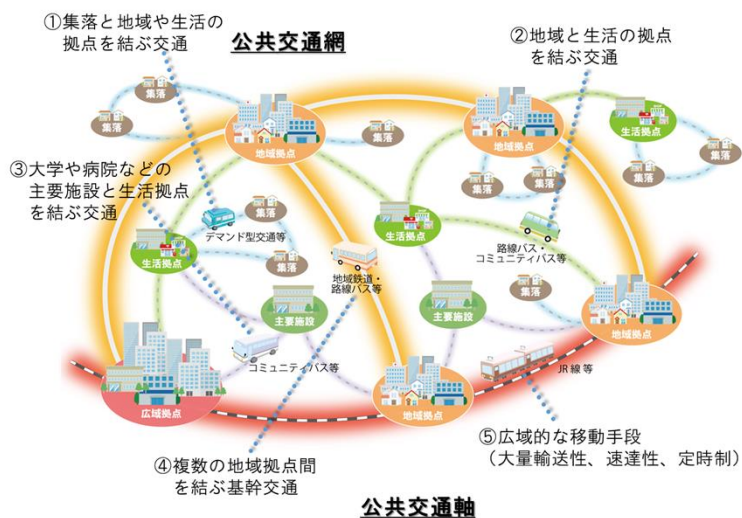 ①集落と地域や生活の
拠点を結ぶ交通
公共交通網
②地域と生活の拠点
を結ぶ交通
集落
集落
地域拠点
集落
地域拠点
生活拠点
集落
集落
集落
集落
③大学や病院などの
主要施設と生活拠点
を結ぶ交通
集落
デマンド型交通等
生活拠点
集落
生活拠点
路線バス・
コミュニティバス等
地域鉄道・
路線バス等
集落
主要施設
主要施設
地域拠点
コミュニティバス等
JR線 等
広域拠点
地域拠点
④複数の地域拠点間
を結ぶ基幹交通
⑤広域的な移動手段
（大量輸送性、速達性、定時制）
公共交通軸